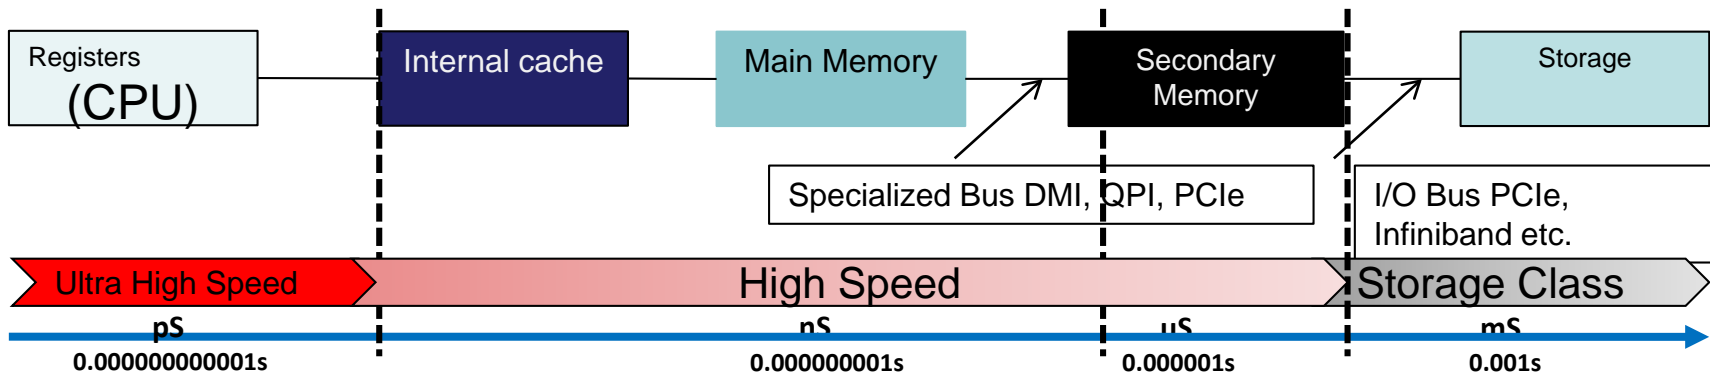 Registers
(CPU)
Internal cache
Main Memory
Secondary
Memory
Storage
Specialized Bus DMI, QPI, PCIe
I/O Bus PCIe,
Infiniband etc.
Ultra High Speed
High Speed
Storage Class
pS
nS
uS
mS
0.000000000001s
0.000000001s
0.000001s
0.001s